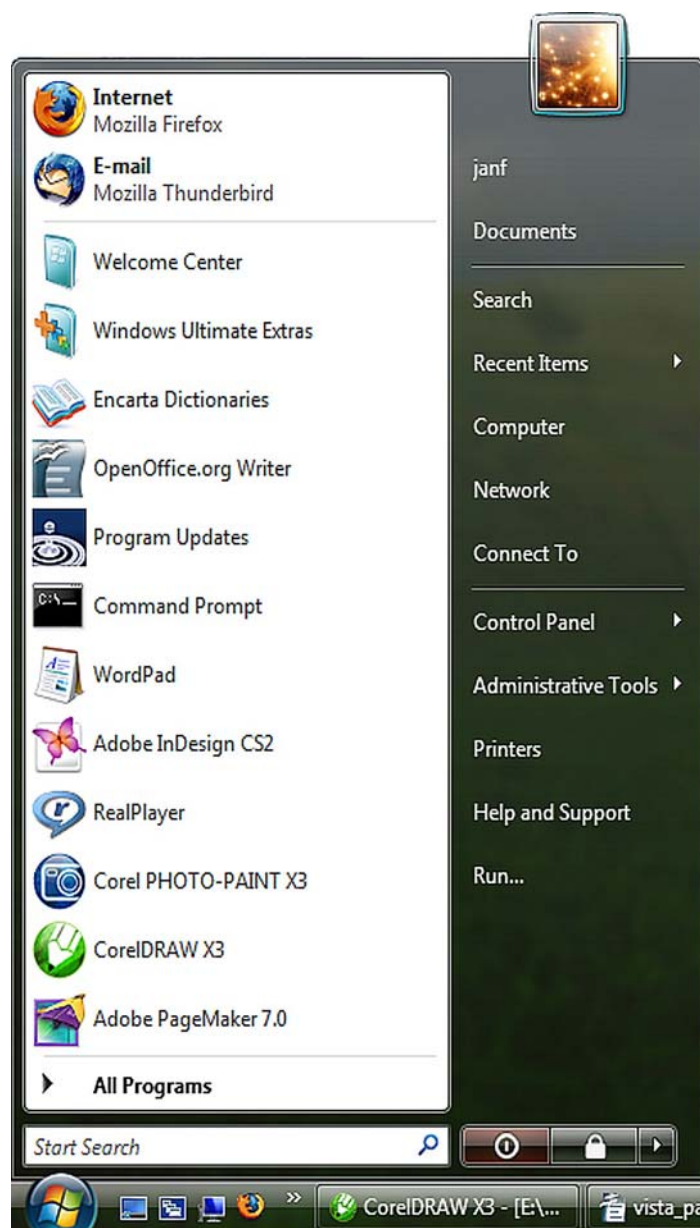 Internet
Mozilla Firefox
E-mail
Mozilla Thunderbird
Welcome Center
Windows Ultimate Extras
Encarta Dictionaries
OpenOffice.org Writer
Program Updates
C:\_
Command Prompt
WordPad
Adobe InDesign CS2
RealPlayer
Corel PHOTO-PAINT X3
CorelDRAW X3
Adobe PageMaker 7.0
All Programs
Start Search
janf
Documents
Search
Recent Items
Computer
Network
Connect To
Control Panel
Administrative Tools
Printers
Help and Support
Run...
CorelDRAW X3 - [E:\...
vista_p